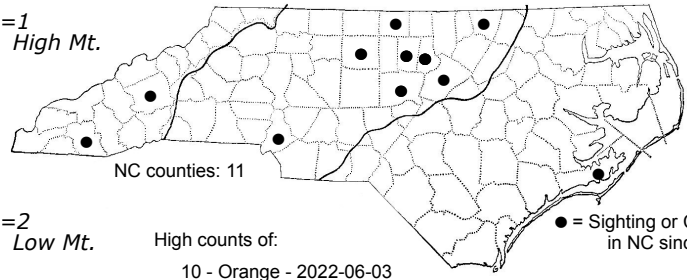 =1
High Mt.
NC counties: 11
=2
Low Mt.
High counts of:
10 - Orange - 2022-06-03
● = Sighting or
in NC